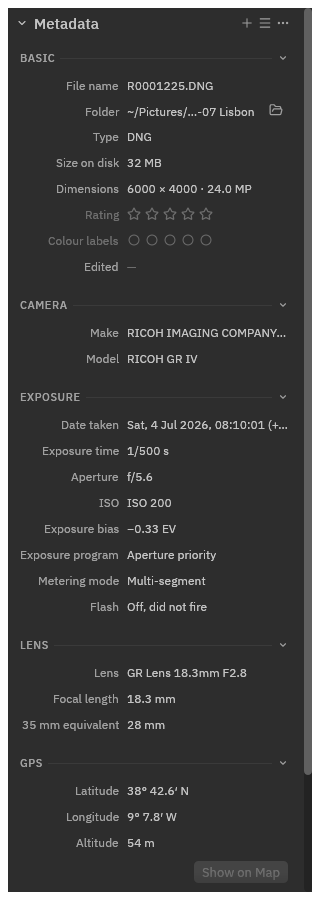 Metadata
BASIC
File name R0001225.DNG
Folder ~/Pictures/...-07 Lisbon
Type DNG
Size on disk 32 MB
Dimensions 6000 × 4000 · 24.0 MP
Rating
Colour labels
Edited —
CAMERA
Make RICOH IMAGING COMPANY...
Model RICOH GR IV
EXPOSURE
Date taken Sat, 4 Jul 2026, 08:10:01 (+...
Exposure time 1/500 s
Aperture f/5.6
ISO ISO 200
Exposure bias −0.33 EV
Exposure program Aperture priority
Metering mode Multi-segment
Flash Off, did not fire
LENS
Lens GR Lens 18.3mm F2.8
Focal length 18.3 mm
35 mm equivalent 28 mm
GPS
Latitude 38° 42.6′ N
Longitude 9° 7.8′ W
Altitude 54 m
Show on Map